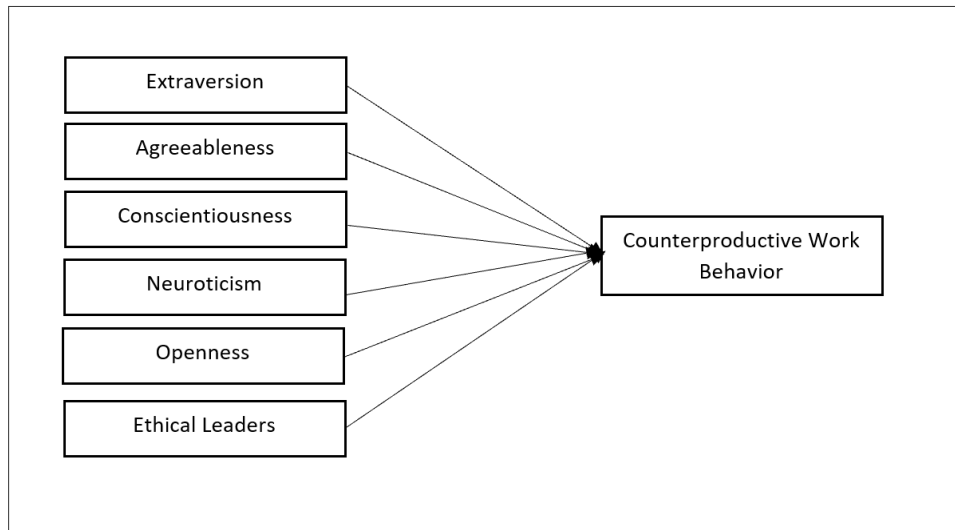 Extraversion
Agreeableness
Conscientiousness
Neuroticism
Openness
Ethical Leaders
Counterproductive Work
Behavior